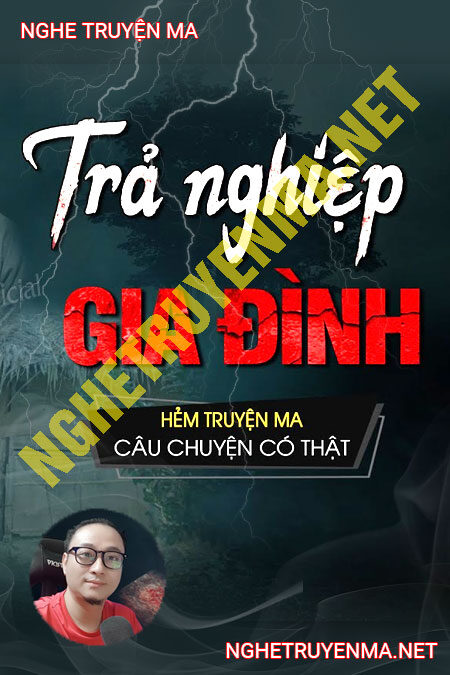 NGHE TRUYỆN MA
Trả nghiệp
GIA ĐÌNH
HẺM TRUYỆN MA
CÂU CHUYỆN CÓ THẬT
NGHETRUYENMA.NET
NGHETRUYENMA.NET